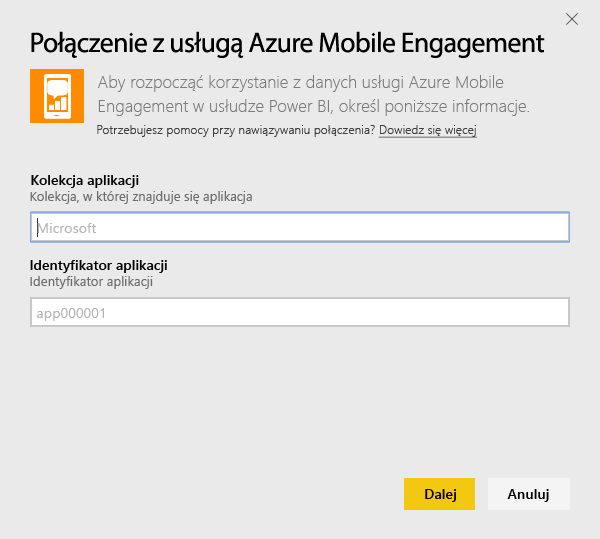 Połączenie z usługą Azure Mobile Engagement
Aby rozpocząć korzystanie z danych usługi Azure Mobile
Engagement w usłudze Power BI, określ poniższe informacje.
Potrzebujesz pomocy przy nawiązywaniu połączenia? Dowiedz się więcej
Kolekcja aplikacji
Kolekcja, w której znajduje się aplikacja
Microsoft
Identyfikator aplikacji
Identyfikator aplikacji
app000001
Dalej
Anuluj